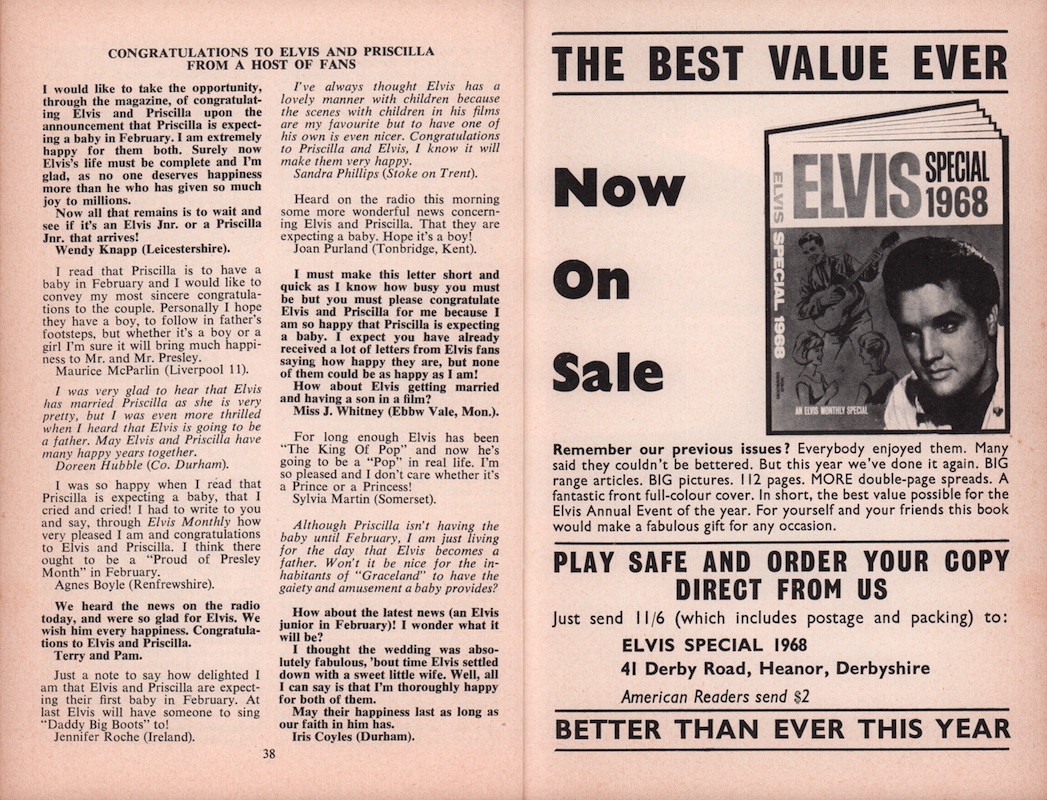 CONGRATULATIONS TO ELVIS AND PRISCILLA
FROM A HOST OF FANS
I would like to take the opportunity,
through the magazine, of congratulat-
ing Elvis and Priscilla upon the
announcement that Priscilla is expect-
ing a baby in February. I am extremely
happy for them both. Surely now
Elvis's life must be complete and I'm
glad, as no one deserves happiness
more than he who has given so much
joy to millions.
Now all that remains is to wait and
see if it's an Elvis Jnr. or a Priscilla
Jnr. that arrives!
Wendy Knapp (Leicestershire).
I read that Priscilla is to have a
baby in February and I would like to
convey my most sincere congratula-
tions to the couple. Personally I hope
they have a boy, to follow in father's
footsteps, but whether it's a boy or a
girl I'm sure it will bring much happi-
ness to Mr. and Mr. Presley.
Maurice McParlin (Liverpool 11).
I was very glad to hear that Elvis
has married Priscilla as she is very
pretty, but I was even more thrilled
when I heard that Elvis is going to be
a father. May Elvis and Priscilla have
many happy years together.
Doreen Hubble (Co. Durham).
I was so happy when I read that
Priscilla is expecting a baby, that I
cried and cried! I had to write to you
and say, through Elvis Monthly how
very pleased I am and congratulations
to Elvis and Priscilla. I think there
ought to be a "Proud of Presley
Month" in February.
Agnes Boyle (Renfrewshire).
We heard the news on the radio
today, and were so glad for Elvis. We
wish him every happiness. Congratula-
tions to Elvis and Priscilla.
Terry and Pam.
Just a note to say how delighted I
am that Elvis and Priscilla are expect-
ing their first baby in February. At
last Elvis will have someone to sing
"Daddy Big Boots" to!
Jennifer Roche (Ireland).
I've always thought Elvis has a
lovely manner with children because
the scenes with children in his films
are my favourite but to have one of
his own is even nicer. Congratulations
to Priscilla and Elvis, I know it will
make them very happy.
Sandra Phillips (Stoke on Trent).
Heard on the radio this morning
some more wonderful news concern-
ing Elvis and Priscilla. That they are
expecting a baby. Hope it's a boy!
Joan Purland (Tonbridge, Kent).
I must make this letter short and
quick as I know how busy you must
be but you must please congratulate
Elvis and Priscilla for me because I
am so happy that Priscilla is expecting
a baby. I expect you have already
received a lot of letters from Elvis fans
saying how happy they are, but none
of them could be as happy as I am!
How about Elvis getting married
and having a son in a film?
Miss J. Whitney (Ebbw Vale, Mon.).
For long enough Elvis has been
"The King Of Pop" and now he's
going to be a "Pop" in real life. I'm
so pleased and I don't care whether it's
a Prince or a Princess!
Sylvia Martin (Somerset).
Although Priscilla isn't having the
baby until February, I am just living
for the day that Elvis becomes a
father. Won't it be nice for the in-
habitants of "Graceland" to have the
gaiety and amusement a baby provides?
How about the latest news (an Elvis
junior in February)! I wonder what it
will be?
I thought the wedding was abso-
lutely fabulous, 'bout time Elvis settled
down with a sweet little wife. Well, all
I can say is that I'm thoroughly happy
for both of them.
May their happiness last as long as
our faith in him has.
Iris Coyles (Durham).
38
THE BEST VALUE EVER
Now
On
Sale
ELVIS SPECIAL 1968
ELVIS SPECIAL
1968
AN ELVIS MONTHLY SPECIAL
Remember our previous issues? Everybody enjoyed them. Many
said they couldn't be bettered. But this year we've done it again. BIG
range articles. BIG pictures. 112 pages. MORE double-page spreads. A
fantastic front full-colour cover. In short, the best value possible for the
Elvis Annual Event of the year. For yourself and your friends this book
would make a fabulous gift for any occasion.
PLAY SAFE AND ORDER YOUR COPY
DIRECT FROM US
Just send 11/6 (which includes postage and packing) to:
ELVIS SPECIAL 1968
41 Derby Road, Heanor, Derbyshire
American Readers send $2
BETTER THAN EVER THIS YEAR